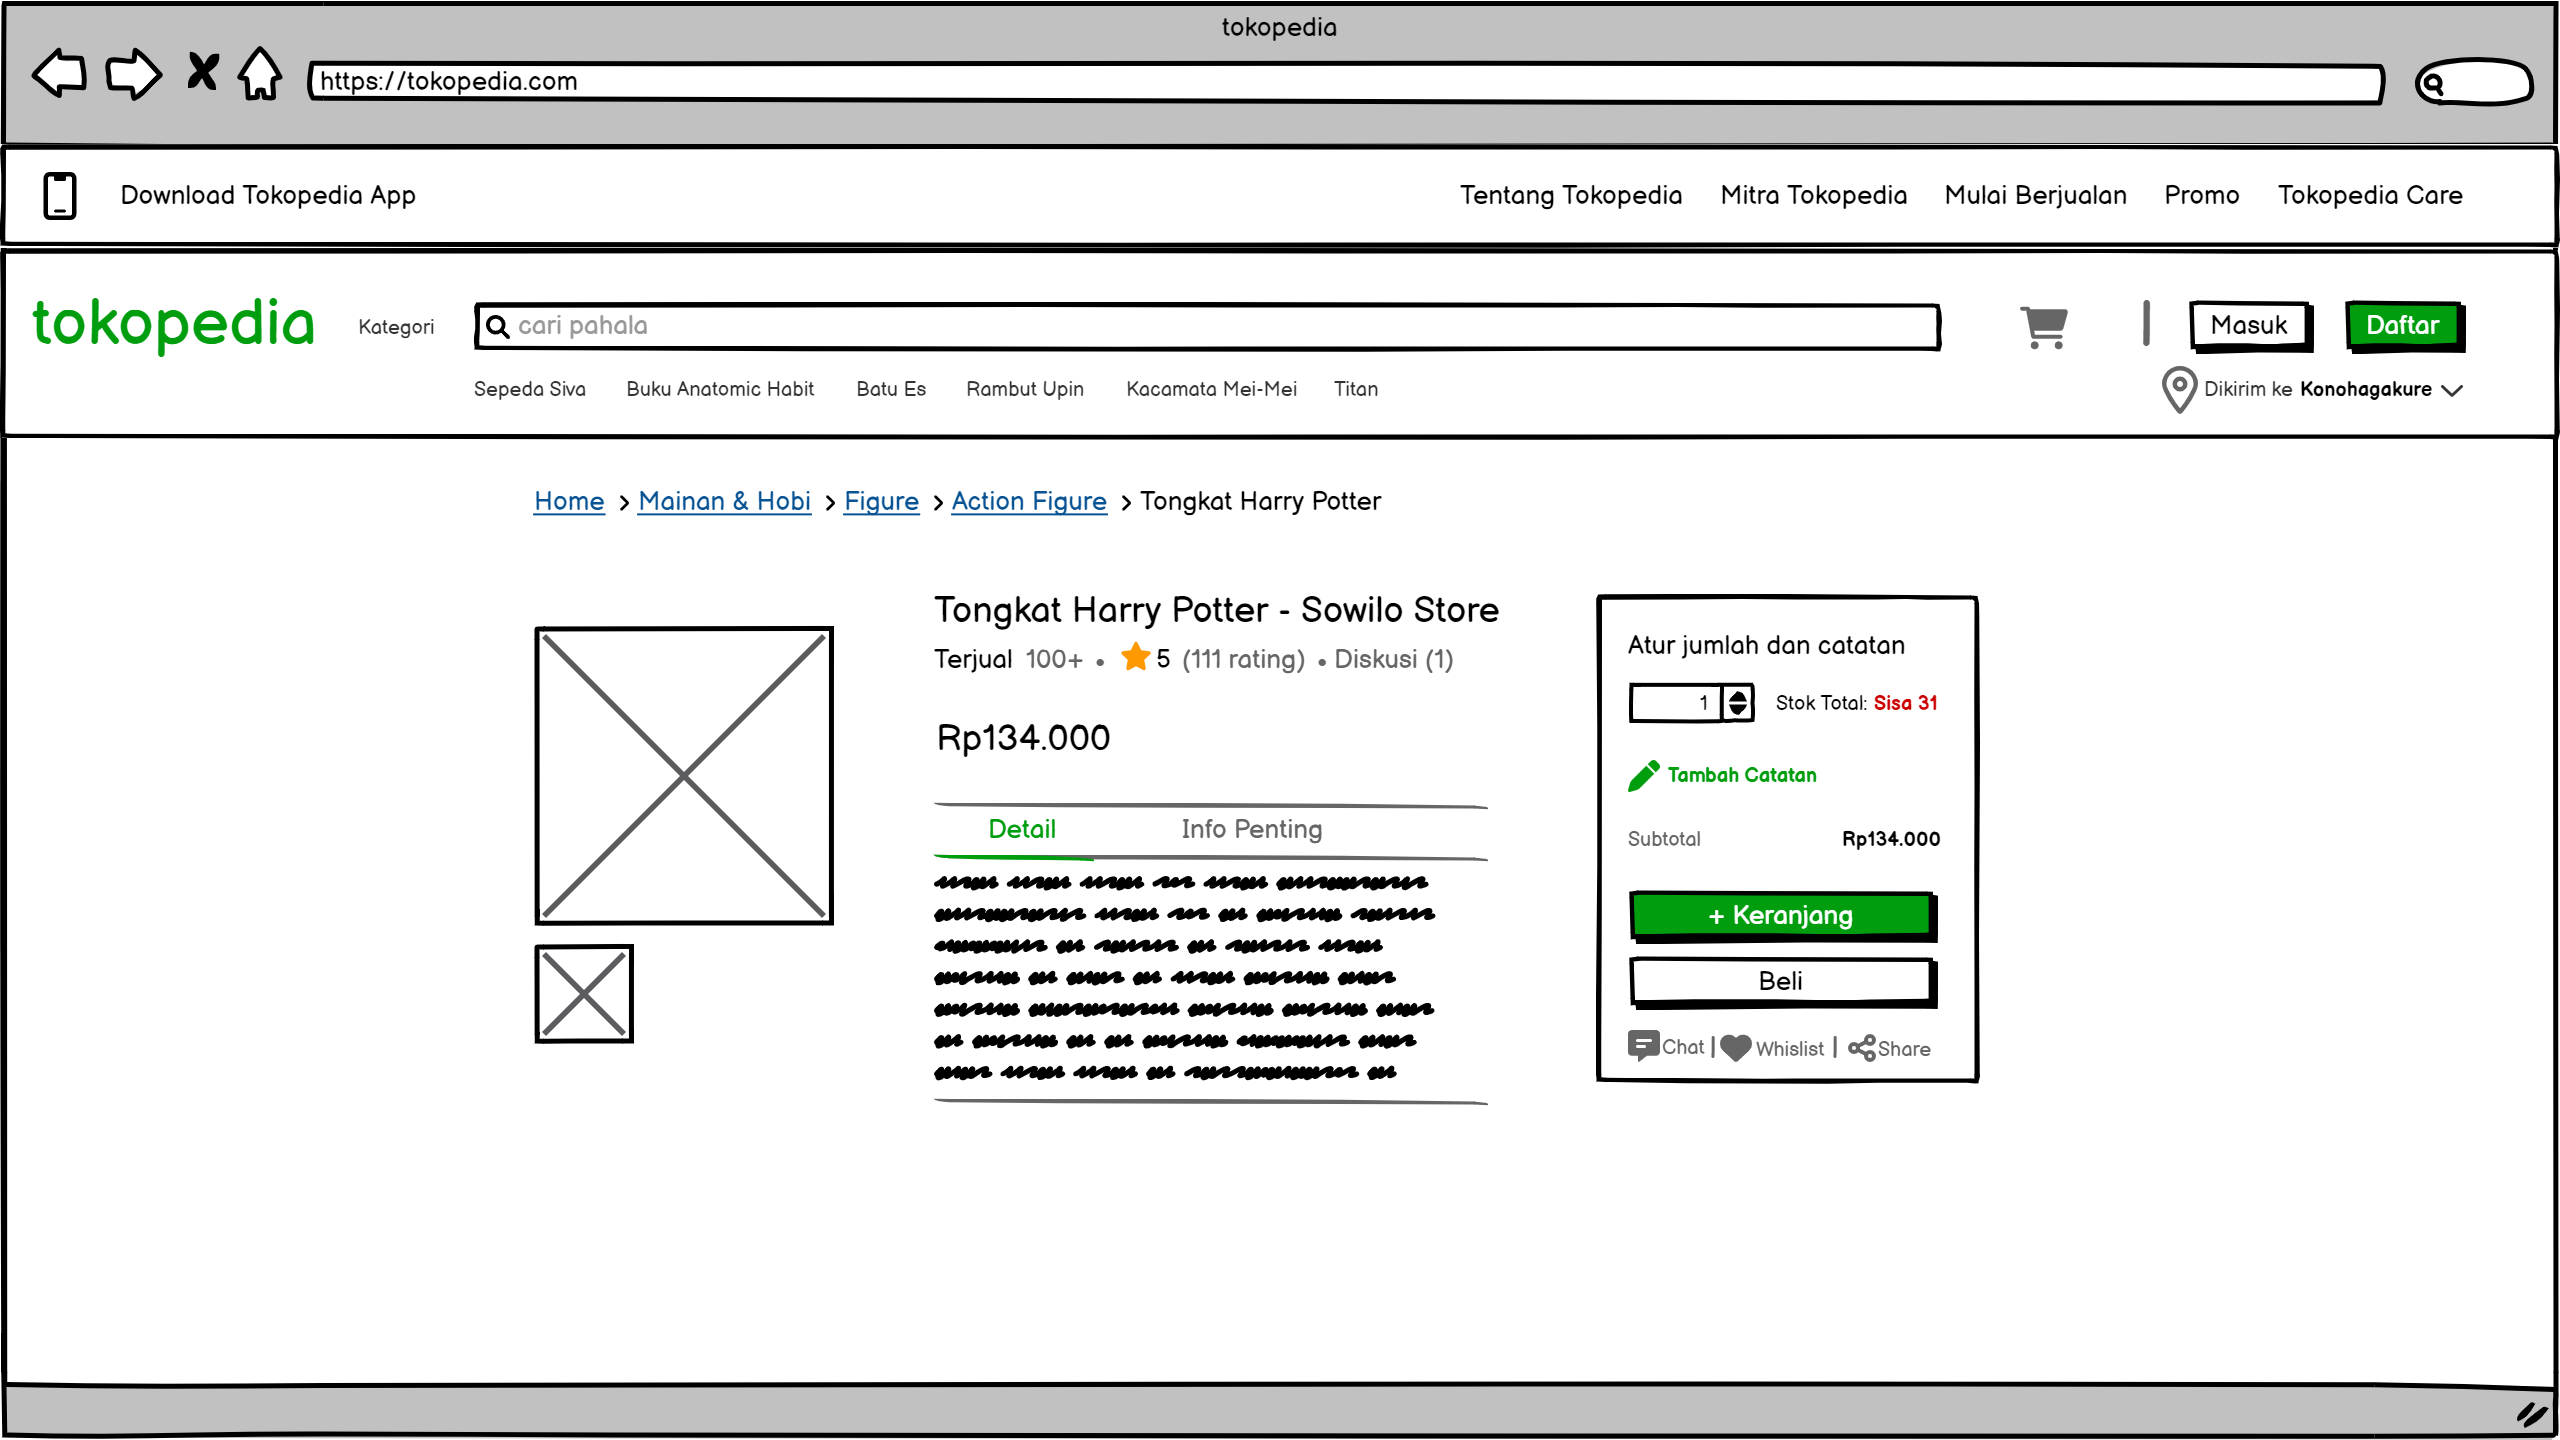 tokopedia
https://tokopedia.com
Download Tokopedia App
Tentang Tokopedia Mitra Tokopedia Mulai Berjualan Promo Tokopedia Care
tokopedia Kategori cari pahala Masuk Daftar
Sepeda Siva Buku Anatomic Habit Batu Es Rambut Upin Kacamata Mei-Mei Titan
Dikirim ke Konohagakure
Home > Mainan & Hobi > Figure > Action Figure > Tongkat Harry Potter
Tongkat Harry Potter - Sowilo Store
Terjual 100+ • 5 (111 rating) • Diskusi (1)
Rp134.000
Detail Info Penting
Atur jumlah dan catatan
1 Stok Total: Sisa 31
Tambah Catatan
Subtotal Rp134.000
+ Keranjang
Beli
Chat | Whislist | Share